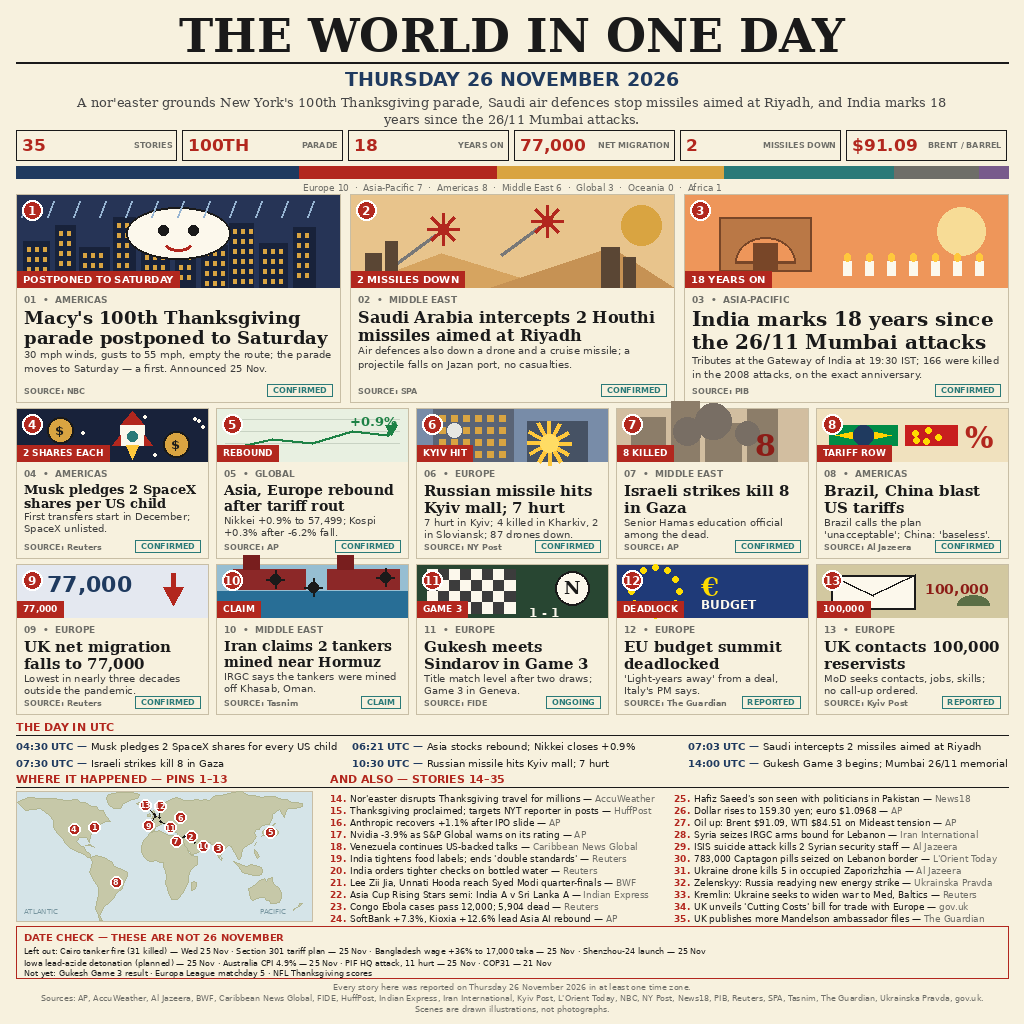 THE WORLD IN ONE DAY
THURSDAY 26 NOVEMBER 2026
A nor'easter grounds New York's 100th Thanksgiving parade, Saudi air defences stop missiles aimed at Riyadh, and India marks 18
years since the 26/11 Mumbai attacks.
35 STORIES
100TH PARADE
18 YEARS ON
77,000 NET MIGRATION
2 MISSILES DOWN
$91.09 BRENT / BARREL
Europe 10 · Asia-Pacific 7 · Americas 8 · Middle East 6 · Global 3 · Oceania 0 · Africa 1
1
POSTPONED TO SATURDAY
01 • AMERICAS
Macy's 100th Thanksgiving
parade postponed to Saturday
30 mph winds, gusts to 55 mph, empty the route; the parade
moves to Saturday — a first. Announced 25 Nov.
SOURCE: NBC
CONFIRMED
2
2 MISSILES DOWN
02 • MIDDLE EAST
Saudi Arabia intercepts 2 Houthi
missiles aimed at Riyadh
Air defences also down a drone and a cruise missile; a
projectile falls on Jazan port, no casualties.
SOURCE: SPA
CONFIRMED
3
18 YEARS ON
03 • ASIA-PACIFIC
India marks 18 years since
the 26/11 Mumbai attacks
Tributes at the Gateway of India at 19:30 IST; 166 were killed
in the 2008 attacks, on the exact anniversary.
SOURCE: PIB
CONFIRMED
4
$
$
2 SHARES EACH
04 • AMERICAS
Musk pledges 2 SpaceX
shares per US child
First transfers start in December;
SpaceX unlisted.
SOURCE: Reuters
CONFIRMED
5
+0.9%
REBOUND
05 • GLOBAL
Asia, Europe rebound
after tariff rout
Nikkei +0.9% to 57,499; Kospi
+0.3% after -6.2% fall.
SOURCE: AP
CONFIRMED
6
KYIV HIT
06 • EUROPE
Russian missile hits
Kyiv mall; 7 hurt
7 hurt in Kyiv; 4 killed in Kharkiv, 2
in Sloviansk; 87 drones down.
SOURCE: NY Post
CONFIRMED
7
8
8 KILLED
07 • MIDDLE EAST
Israeli strikes kill 8
in Gaza
Senior Hamas education official
among the dead.
SOURCE: AP
CONFIRMED
8
%
TARIFF ROW
08 • AMERICAS
Brazil, China blast
US tariffs
Brazil calls the plan
'unacceptable'; China: 'baseless'.
SOURCE: Al Jazeera
CONFIRMED
9
77,000
77,000
09 • EUROPE
UK net migration
falls to 77,000
Lowest in nearly three decades
outside the pandemic.
SOURCE: Reuters
CONFIRMED
10
CLAIM
10 • MIDDLE EAST
Iran claims 2 tankers
mined near Hormuz
IRGC says the tankers were mined
off Khasab, Oman.
SOURCE: Tasnim
CLAIM
11
N
1 - 1
GAME 3
11 • EUROPE
Gukesh meets
Sindarov in Game 3
Title match level after two draws;
Game 3 in Geneva.
SOURCE: FIDE
ONGOING
12
€
BUDGET
DEADLOCK
12 • EUROPE
EU budget summit
deadlocked
'Light-years away' from a deal,
Italy's PM says.
SOURCE: The Guardian
REPORTED
13
100,000
100,000
13 • EUROPE
UK contacts 100,000
reservists
MoD seeks contacts, jobs, skills;
no call-up ordered.
SOURCE: Kyiv Post
REPORTED
THE DAY IN UTC
04:30 UTC — Musk pledges 2 SpaceX shares for every US child
06:21 UTC — Asia stocks rebound; Nikkei closes +0.9%
07:03 UTC — Saudi intercepts 2 missiles aimed at Riyadh
07:30 UTC — Israeli strikes kill 8 in Gaza
10:30 UTC — Russian missile hits Kyiv mall; 7 hurt
14:00 UTC — Gukesh Game 3 begins; Mumbai 26/11 memorial
WHERE IT HAPPENED — PINS 1–13
13
12
4
1
9
11
6
7
2
10
3
5
8
ATLANTIC
PACIFIC
AND ALSO — STORIES 14–35
14. Nor'easter disrupts Thanksgiving travel for millions — AccuWeather
15. Thanksgiving proclaimed; targets NYT reporter in posts — HuffPost
16. Anthropic recovers +1.1% after IPO slide — AP
17. Nvidia -3.9% as S&P Global warns on its rating — AP
18. Venezuela continues US-backed talks — Caribbean News Global
19. India tightens food labels; ends 'double standards' — Reuters
20. India orders tighter checks on bottled water — Reuters
21. Lee Zii Jia, Unnati Hooda reach Syed Modi quarter-finals — BWF
22. Asia Cup Rising Stars semi: India A v Sri Lanka A — Indian Express
23. Congo Ebola cases pass 12,000; 5,904 dead — Reuters
24. SoftBank +7.3%, Kioxia +12.6% lead Asia AI rebound — AP
25. Hafiz Saeed's son seen with politicians in Pakistan — News18
26. Dollar rises to 159.30 yen; euro $1.0968 — AP
27. Oil up: Brent $91.09, WTI $84.51 on Mideast tension — AP
28. Syria seizes IRGC arms bound for Lebanon — Iran International
29. ISIS suicide attack kills 2 Syrian security staff — Al Jazeera
30. 783,000 Captagon pills seized on Lebanon border — L'Orient Today
31. Ukraine drone kills 5 in occupied Zaporizhzhia — Al Jazeera
32. Zelenskyy: Russia readying new energy strike — Ukrainska Pravda
33. Kremlin: Ukraine seeks to widen war to Med, Baltics — Reuters
34. UK unveils 'Cutting Costs' bill for trade with Europe — gov.uk
35. UK publishes more Mandelson ambassador files — The Guardian
DATE CHECK — THESE ARE NOT 26 NOVEMBER
Left out: Cairo tanker fire (31 killed) — Wed 25 Nov · Section 301 tariff plan — 25 Nov · Bangladesh wage +36% to 17,000 taka — 25 Nov · Shenzhou-24 launch — 25 Nov
Iowa lead-azide detonation (planned) — 25 Nov · Australia CPI 4.9% — 25 Nov · PIF HQ attack, 11 hurt — 25 Nov · COP31 — 21 Nov
Not yet: Gukesh Game 3 result · Europa League matchday 5 · NFL Thanksgiving scores
Every story here was reported on Thursday 26 November 2026 in at least one time zone.
Sources: AP, AccuWeather, Al Jazeera, BWF, Caribbean News Global, FIDE, HuffPost, Indian Express, Iran International, Kyiv Post, L'Orient Today, NBC, NY Post, News18, PIB, Reuters, SPA, Tasnim, The Guardian, Ukrainska Pravda, gov.uk.
Scenes are drawn illustrations, not photographs.